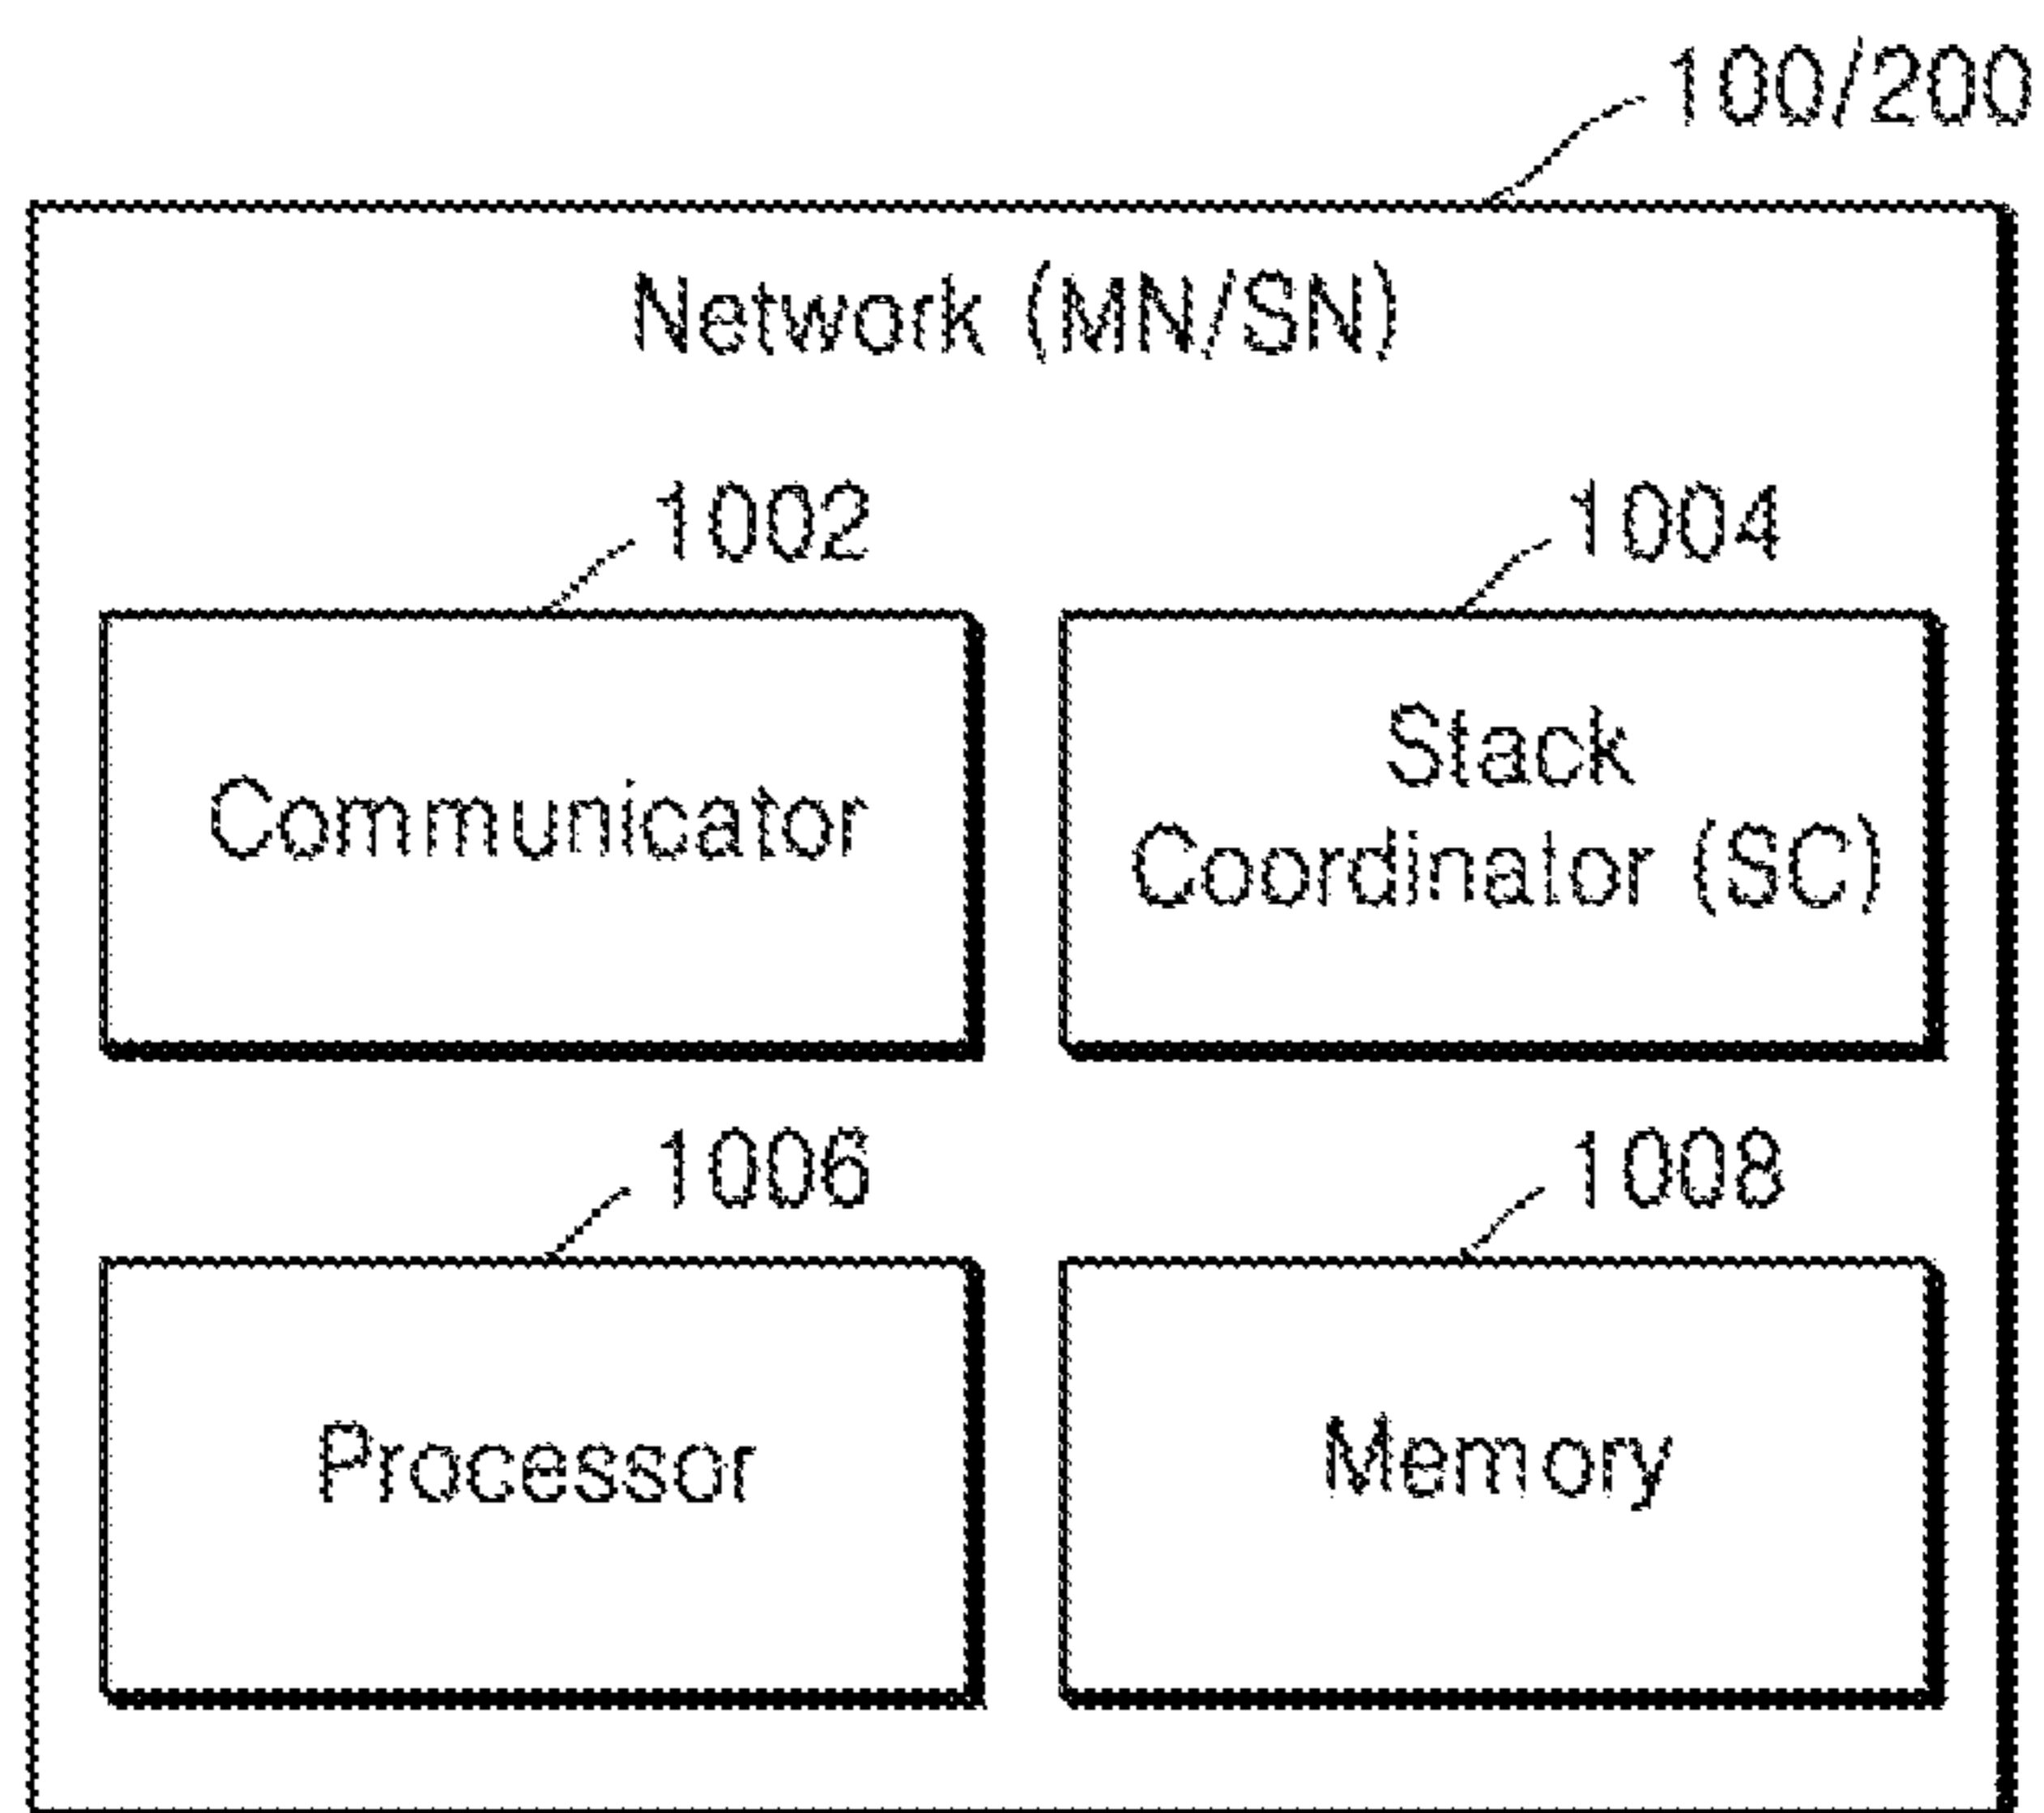 100/200
Network (MN/SN)
1002
1004
Communicator
Stack
Coordinator (SC)
1006
1008
Processor
Memory